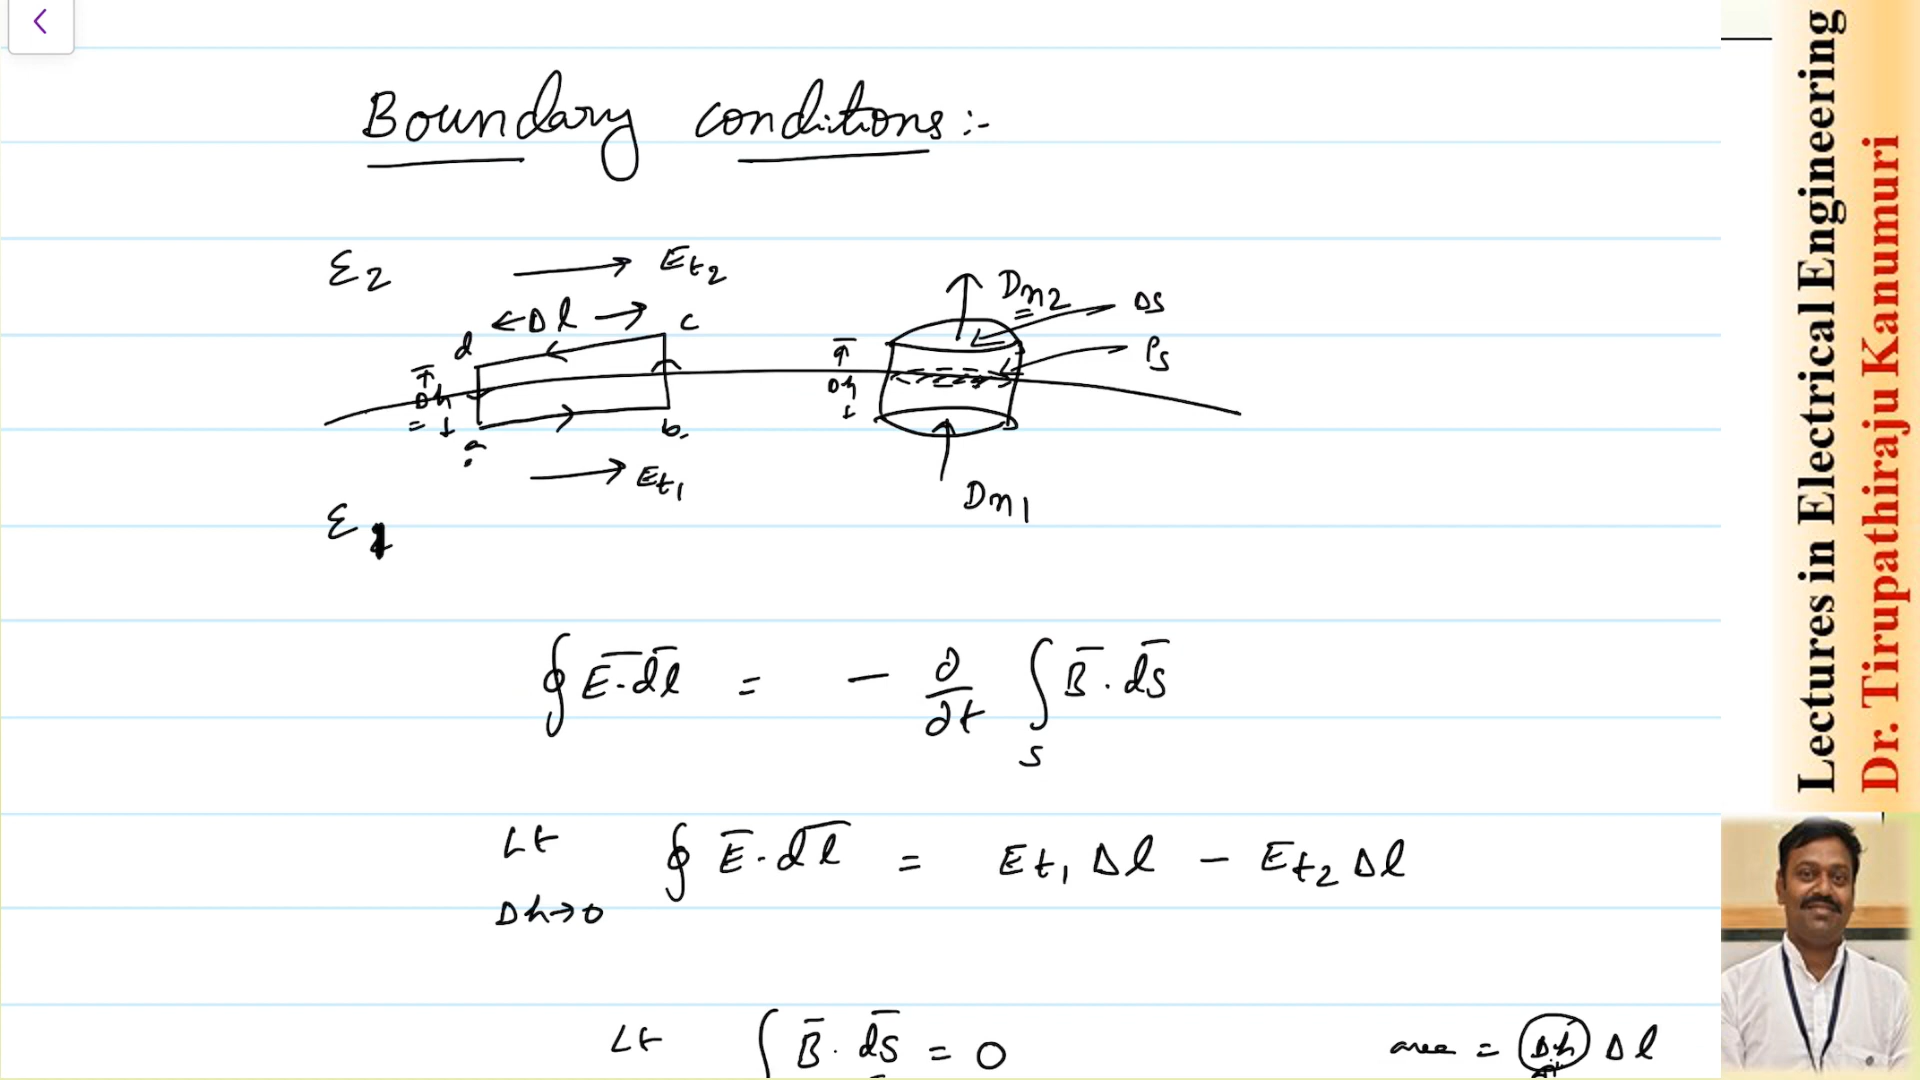 Boundary conditions :-
ε2
Et2
←Δl→
d
c
Δh
a
b
Et1
ε1
Dn2
ΔS
ρs
Δh
Dn1
∮ E̅·dl̅ = - ∂/∂t ∫s B̅·ds̅
Lt Δh→0 ∮ E̅·dl̅ = Et1 Δl - Et2 Δl
Lt ∫ B̅·ds̅ = 0
area = Δh Δl
Lectures in Electrical Engineering
Dr. Tirupathiraju Kanumuri